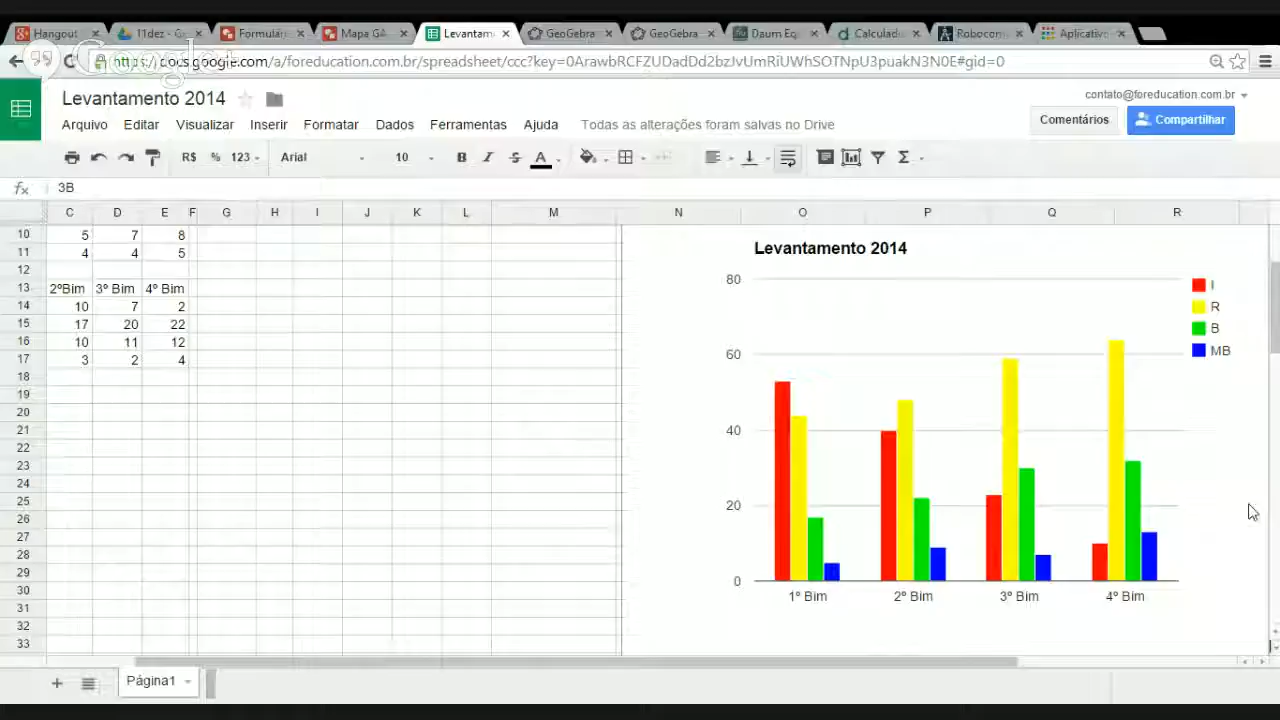 Hangout
11dez - Go
Formulári
Mapa GA
Levantam
GeoGebra
GeoGebra -
Daum Equ
Calculad
Robocom
Aplicativo
Google+
https://docs.google.com/a/foreducation.com.br/spreadsheet/ccc?key=0ArawbRCFZUDadDd2bzJvUmRiUWhSOTNpU3puakN3N0E#gid=0
Levantamento 2014
contato@foreducation.com.br
Arquivo Editar Visualizar Inserir Formatar Dados Ferramentas Ajuda Todas as alterações foram salvas no Drive
Comentários Compartilhar
R$ % 123 Arial 10 B I S A Σ
fx 3B
C D E F G H I J K L M N O P Q R
10 5 7 8
11 4 4 5
12
13 2ºBim 3º Bim 4º Bim
14 10 7 2
15 17 20 22
16 10 11 12
17 3 2 4
18
19
20
21
22
23
24
25
26
27
28
29
30
31
32
33
Levantamento 2014
80
60
40
20
0
1º Bim 2º Bim 3º Bim 4º Bim
I
R
B
MB
+ Página1